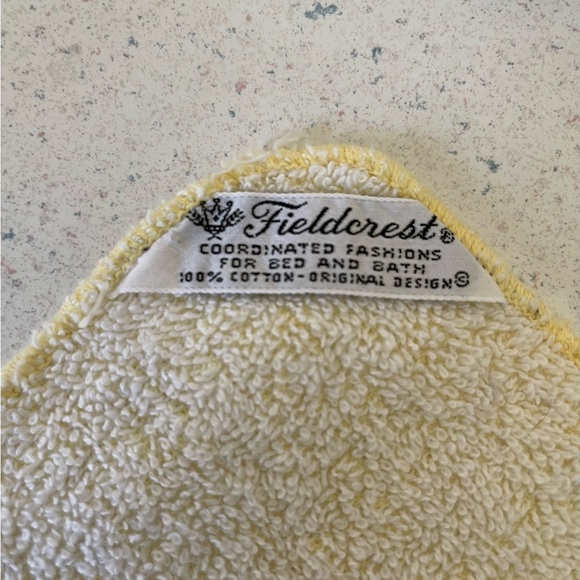 Fieldcrest®
COORDINATED FASHIONS
FOR BED AND BATH
100% COTTON-ORIGINAL DESIGN©